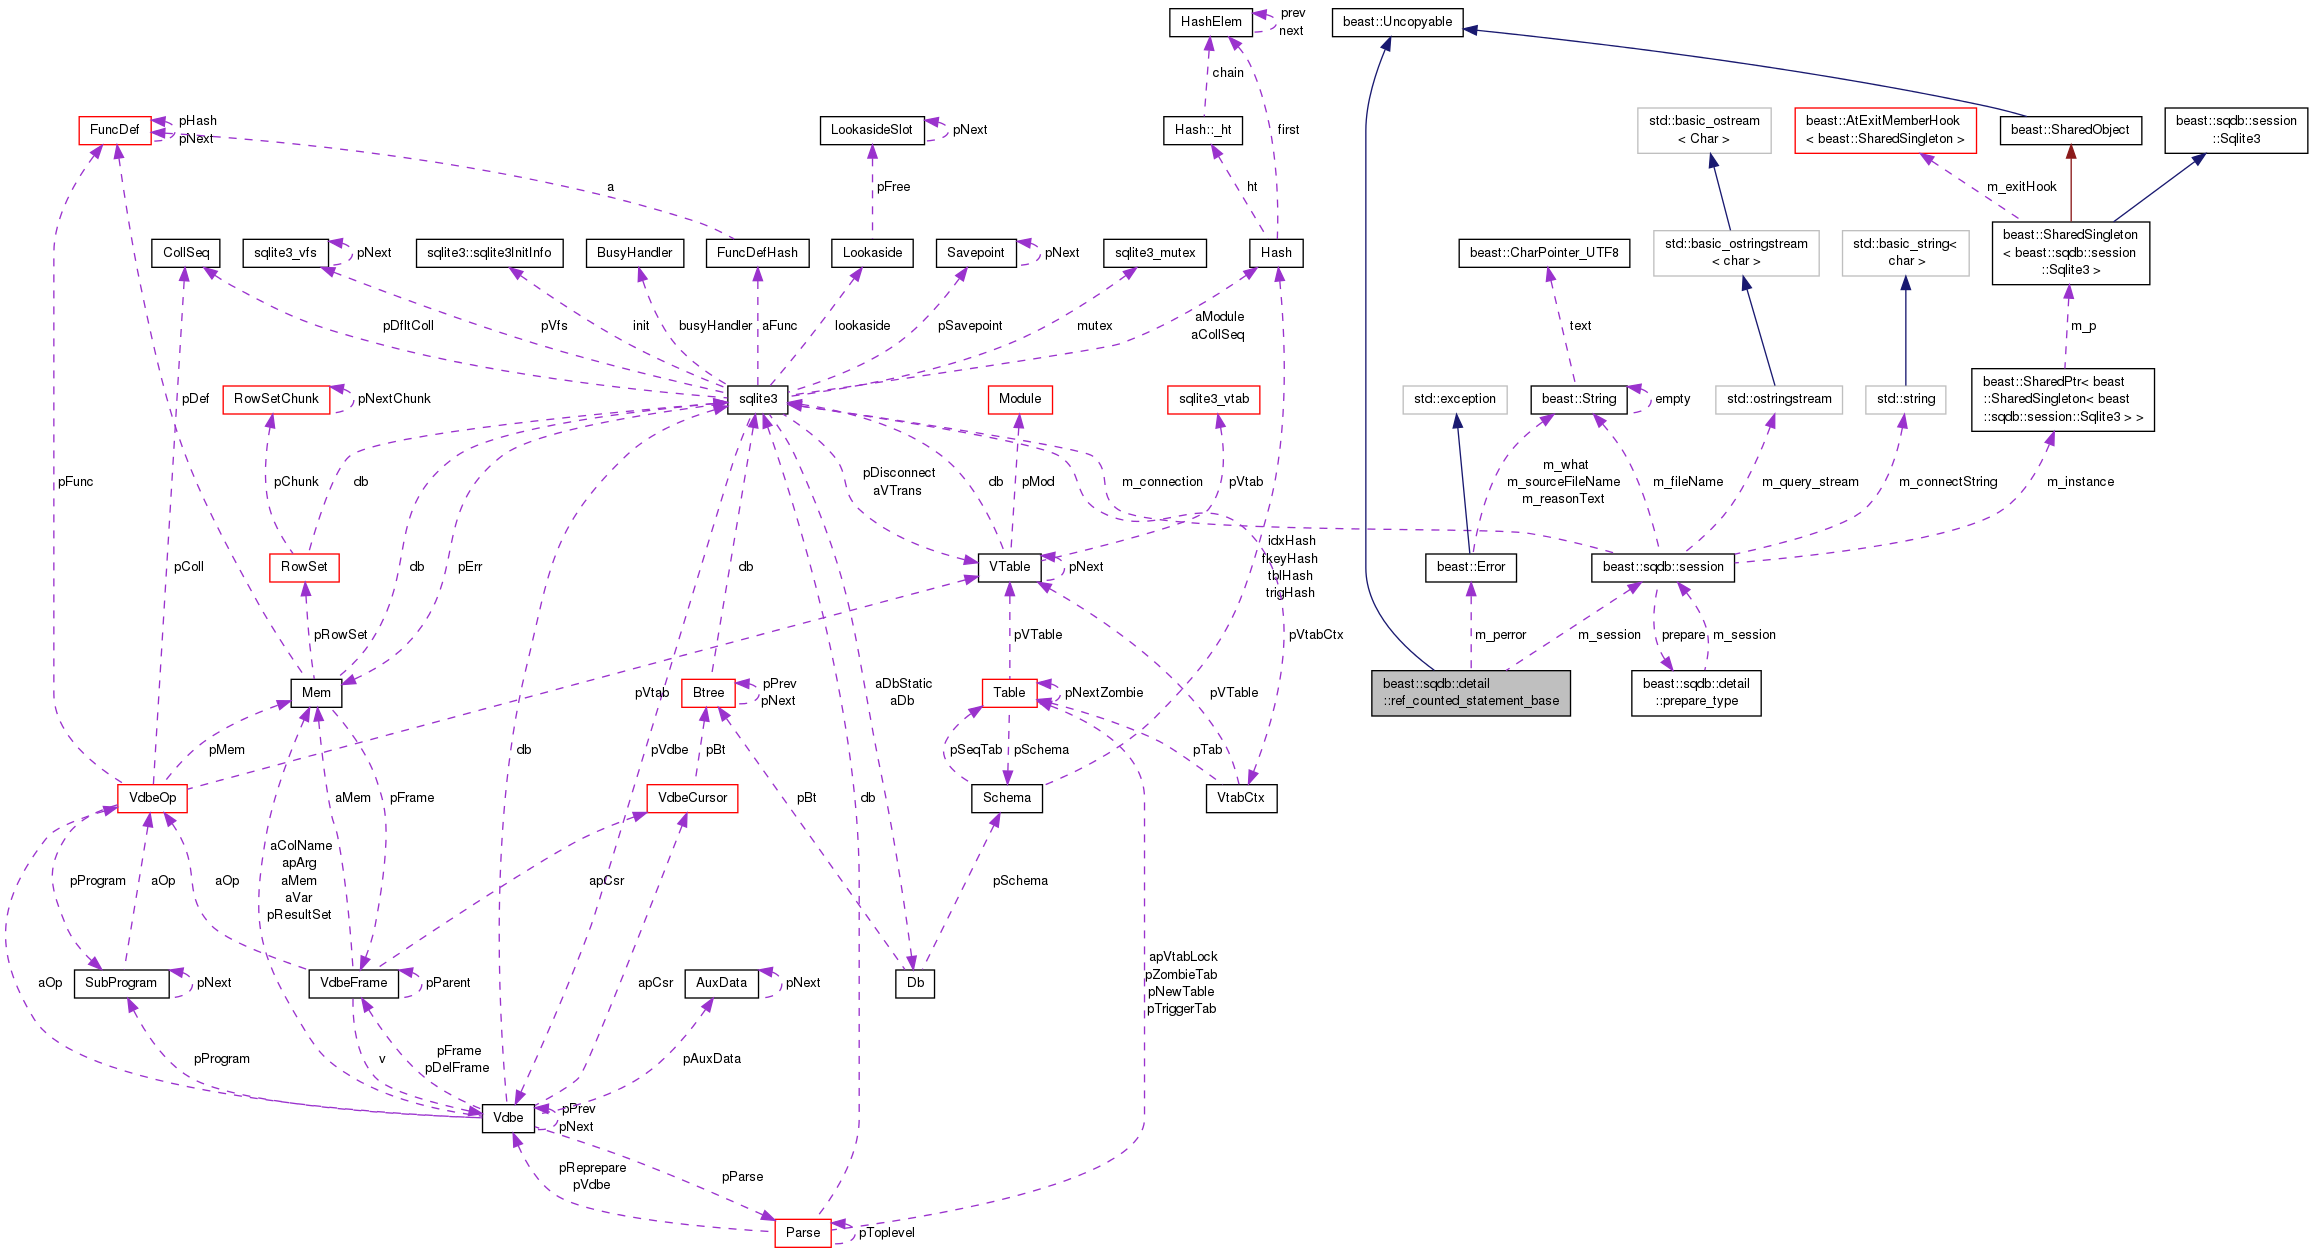 HashElem
prev
next
beast::Uncopyable
chain
first
FuncDef
pHash
pNext
LookasideSlot
pNext
Hash::_ht
std::basic_ostream
< Char >
beast::AtExitMemberHook
< beast::SharedSingleton >
beast::SharedObject
beast::sqdb::session
::Sqlite3
a
pFree
ht
m_exitHook
CollSeq
sqlite3_vfs
pNext
sqlite3::sqlite3InitInfo
BusyHandler
FuncDefHash
Lookaside
Savepoint
pNext
sqlite3_mutex
Hash
beast::CharPointer_UTF8
std::basic_ostringstream
< char >
std::basic_string<
char >
beast::SharedSingleton
< beast::sqdb::session
::Sqlite3 >
pDfltColl
pVfs
init
busyHandler
aFunc
lookaside
pSavepoint
mutex
aModule
aCollSeq
text
m_p
pDef
RowSetChunk
pNextChunk
sqlite3
Module
sqlite3_vtab
std::exception
beast::String
empty
std::ostringstream
std::string
beast::SharedPtr< beast
::SharedSingleton< beast
::sqdb::session::Sqlite3 > >
pFunc
pChunk
db
pDisconnect
aVTrans
db
pMod
m_connection
pVtab
m_what
m_sourceFileName
m_reasonText
m_fileName
m_query_stream
m_connectString
m_instance
pColl
RowSet
db
pErr
db
VTable
pNext
idxHash
fkeyHash
tblHash
trigHash
beast::Error
beast::sqdb::session
pRowSet
pVTable
pVtabCtx
m_perror
m_session
prepare
m_session
Mem
pVtab
Btree
pPrev
pNext
aDbStatic
aDb
Table
pNextZombie
pVTable
beast::sqdb::detail
::ref_counted_statement_base
beast::sqdb::detail
::prepare_type
pMem
db
pVdbe
pBt
pSeqTab
pSchema
pTab
VdbeOp
aMem
pFrame
VdbeCursor
pBt
db
Schema
VtabCtx
pProgram
aOp
aOp
aColName
apArg
aMem
aVar
pResultSet
apCsr
pSchema
aOp
SubProgram
pNext
VdbeFrame
pParent
apCsr
AuxData
pNext
Db
apVtabLock
pZombieTab
pNewTable
pTriggerTab
pProgram
v
pFrame
pDelFrame
pAuxData
Vdbe
pPrev
pNext
pReprepare
pVdbe
pParse
Parse
pToplevel